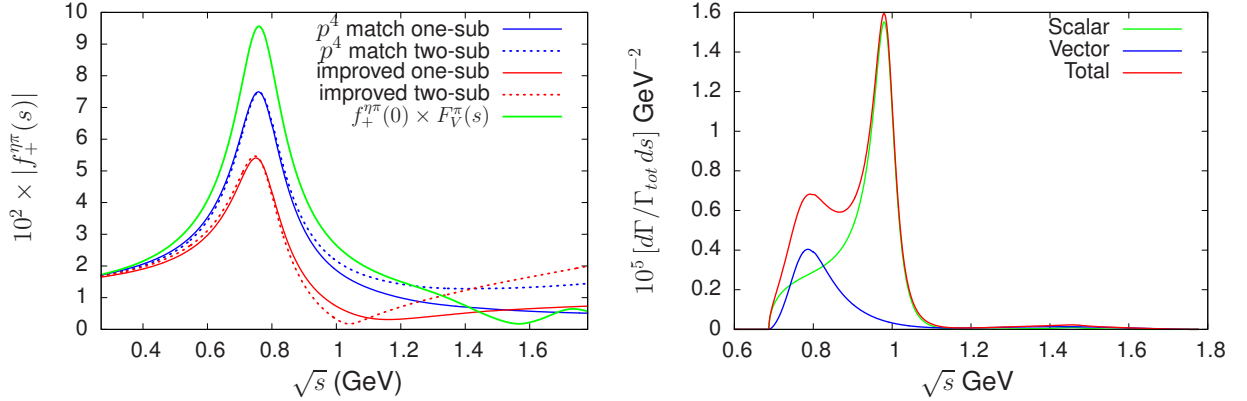 10² × |f₊^{ηπ}(s)|
10
9
8
7
6
5
4
3
2
1
0
p⁴ match one-sub
p⁴ match two-sub
improved one-sub
improved two-sub
f₊^{ηπ}(0) × F_V^π(s)
0.4 0.6 0.8 1 1.2 1.4 1.6
√s (GeV)
10⁵ [dΓ/Γ_{tot} ds] GeV⁻²
1.6
1.4
1.2
1
0.8
0.6
0.4
0.2
0
Scalar
Vector
Total
0.6 0.8 1 1.2 1.4 1.6 1.8
√s GeV